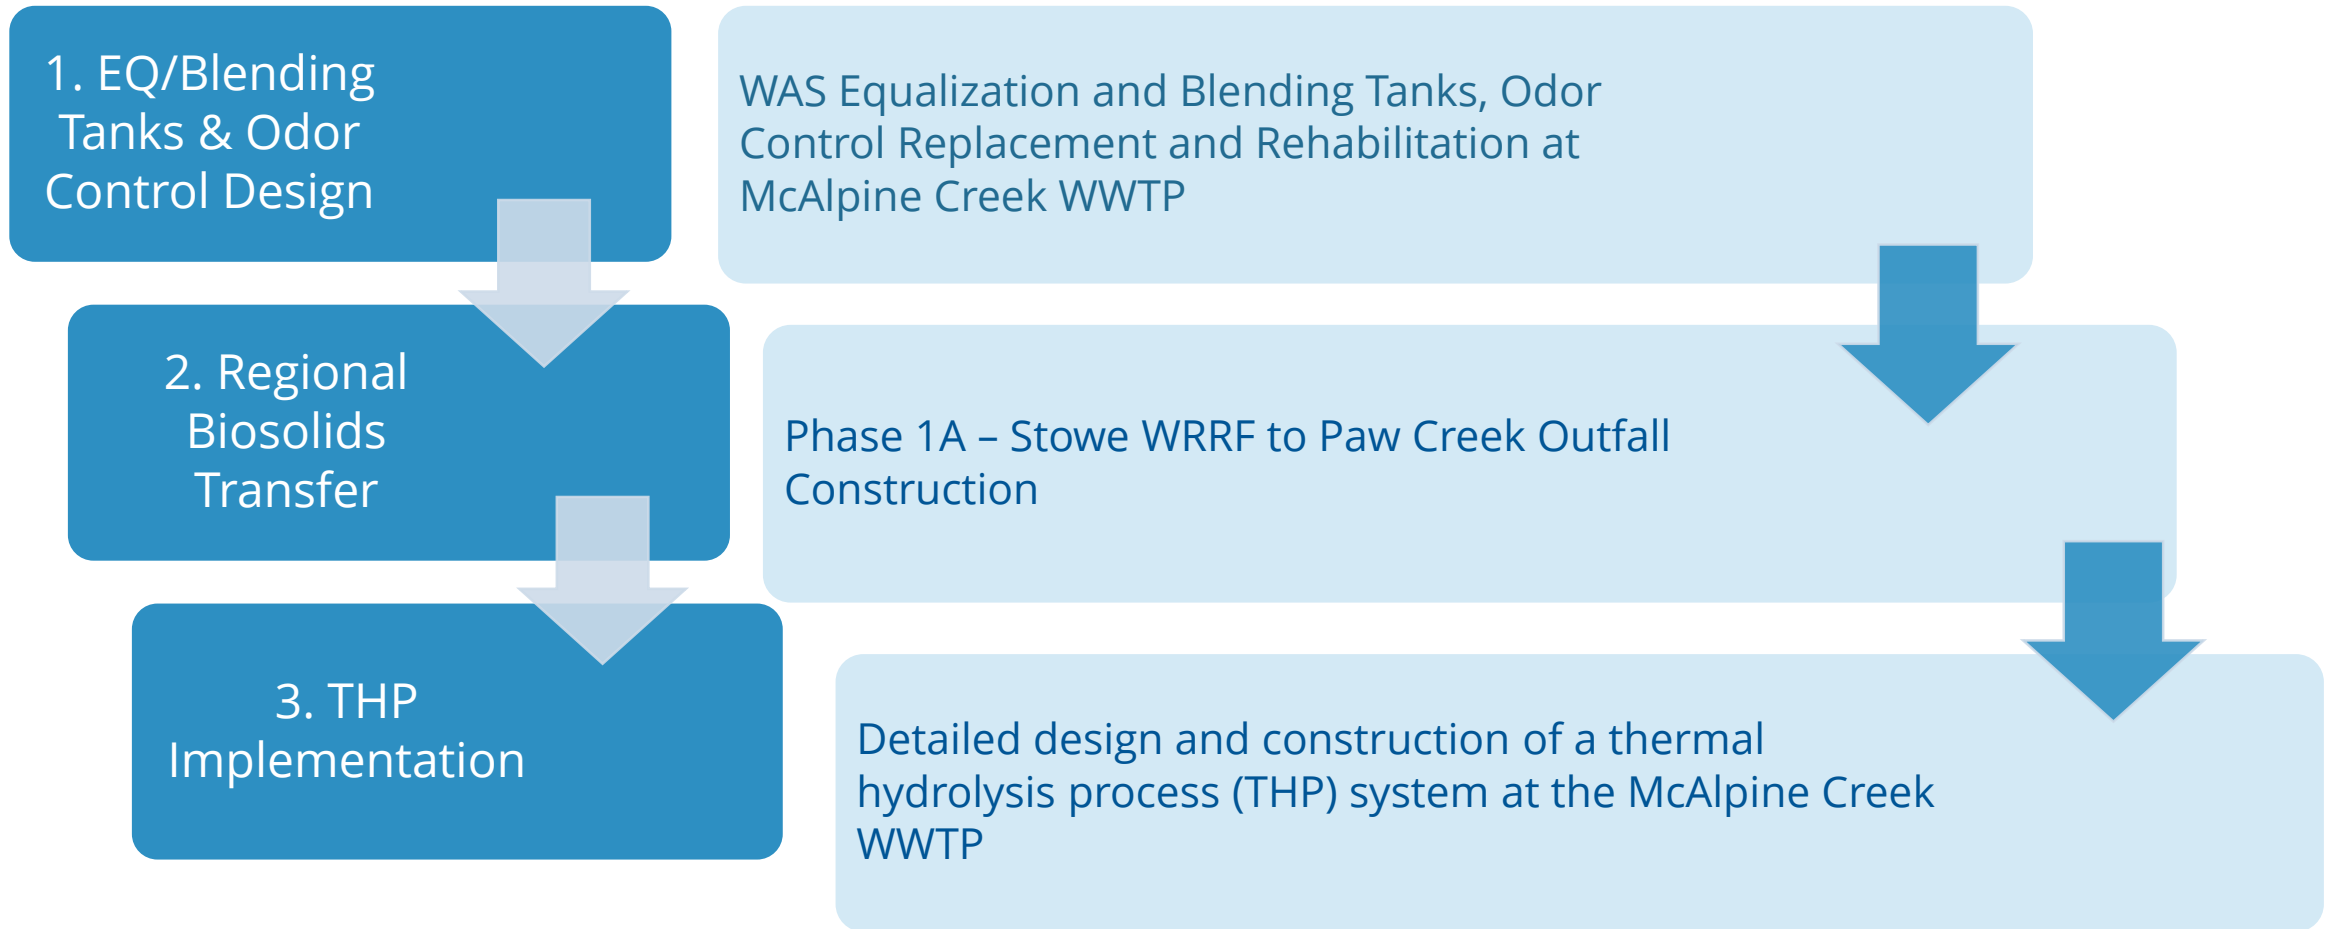 1. EQ/Blending
Tanks & Odor
Control Design
WAS Equalization and Blending Tanks, Odor
Control Replacement and Rehabilitation at
McAlpine Creek WWTP
2. Regional
Biosolids
Transfer
Phase 1A – Stowe WRRF to Paw Creek Outfall
Construction
3. THP
Implementation
Detailed design and construction of a thermal
hydrolysis process (THP) system at the McAlpine Creek
WWTP